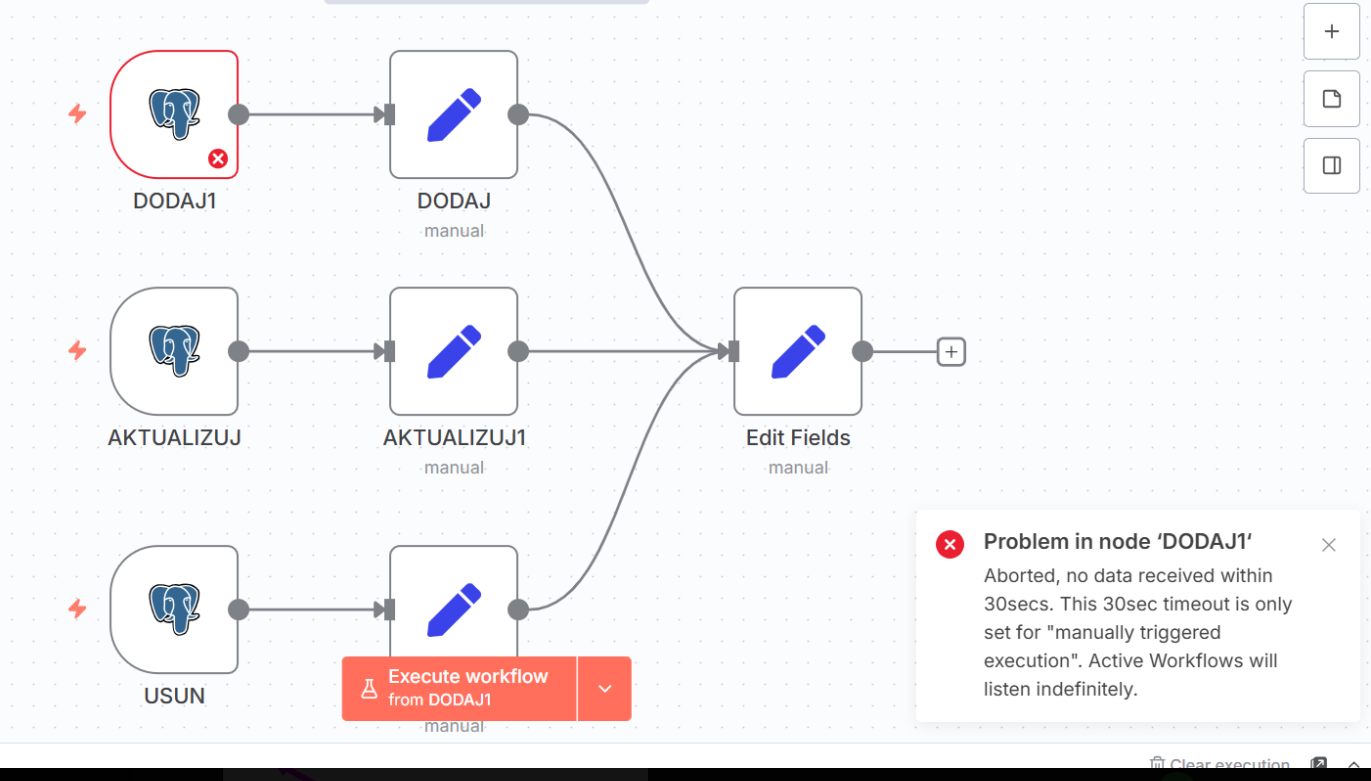 DODAJ1
DODAJ
manual
AKTUALIZUJ
AKTUALIZUJ1
manual
Edit Fields
manual
Problem in node ‘DODAJ1‘
Aborted, no data received within
30secs. This 30sec timeout is only
set for "manually triggered
execution". Active Workflows will
listen indefinitely.
USUN
Execute workflow
from DODAJ1
manual
Clear execution